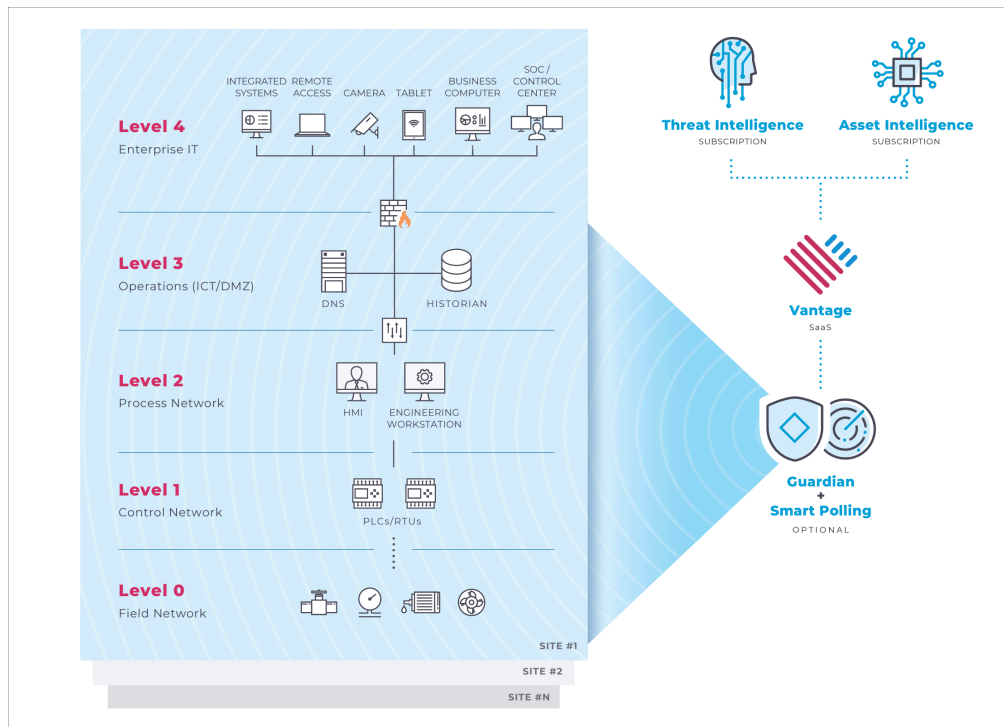 INTEGRATED
SYSTEMS
REMOTE
ACCESS
CAMERA
TABLET
BUSINESS
COMPUTER
SOC /
CONTROL
CENTER
Level 4
Enterprise IT
Level 3
Operations (ICT/DMZ)
DNS
HISTORIAN
Level 2
Process Network
HMI
ENGINEERING
WORKSTATION
Level 1
Control Network
PLCs/RTUs
Level 0
Field Network
SITE #1
SITE #2
SITE #N
Threat Intelligence
SUBSCRIPTION
Asset Intelligence
SUBSCRIPTION
Vantage
SaaS
Guardian
+
Smart Polling
OPTIONAL